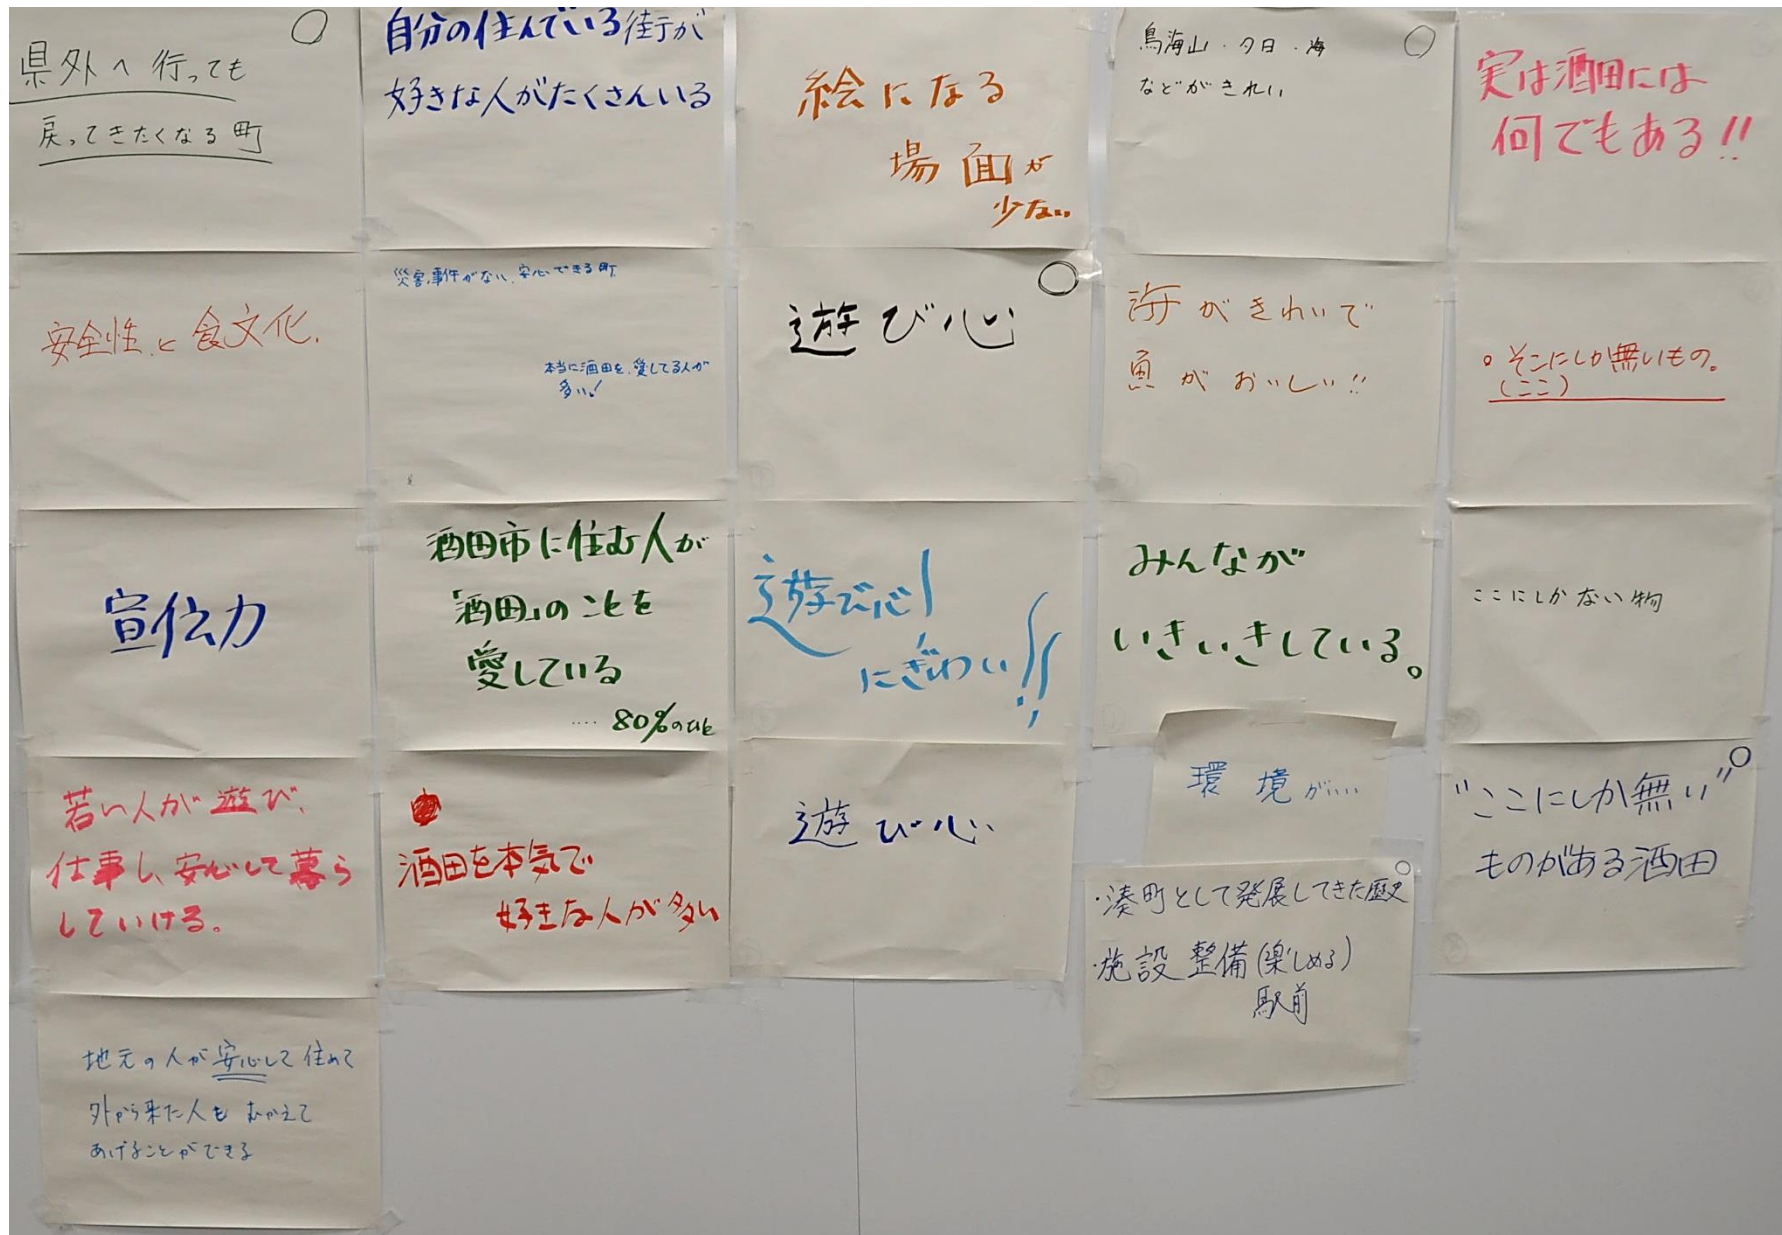 県外へ行っても
戻ってきたくなる町
安全性と食文化.
宣伝力
若い人が遊び、
仕事し、安心して暮ら
していける。
地元の人が安心して住めて
外から来た人もむかえて
あげることができる
自分の住んでいる街が
好きな人がたくさんいる
災害,事件がない、安心できる町
本当に酒田を、愛してる人が
多い!
酒田市に住む人が
「酒田」のことを
愛している
‥‥80%のひと
酒田を本気で
好きな人が多い
絵になる
場面が
少ない
遊び心
遊び心
にぎわい!!
遊び心
鳥海山・夕日・海
などがきれい
海がきれいで
魚がおいしい!!
みんなが
いきいきしている。
環境が‥‥
・湊町として発展してきた歴史
・施設整備(楽しめる)
駅前
実は酒田には
何でもある!!
。そこにしか無いもの。
(ここ)
ここにしかない物
"ここにしか無い"
ものがある酒田